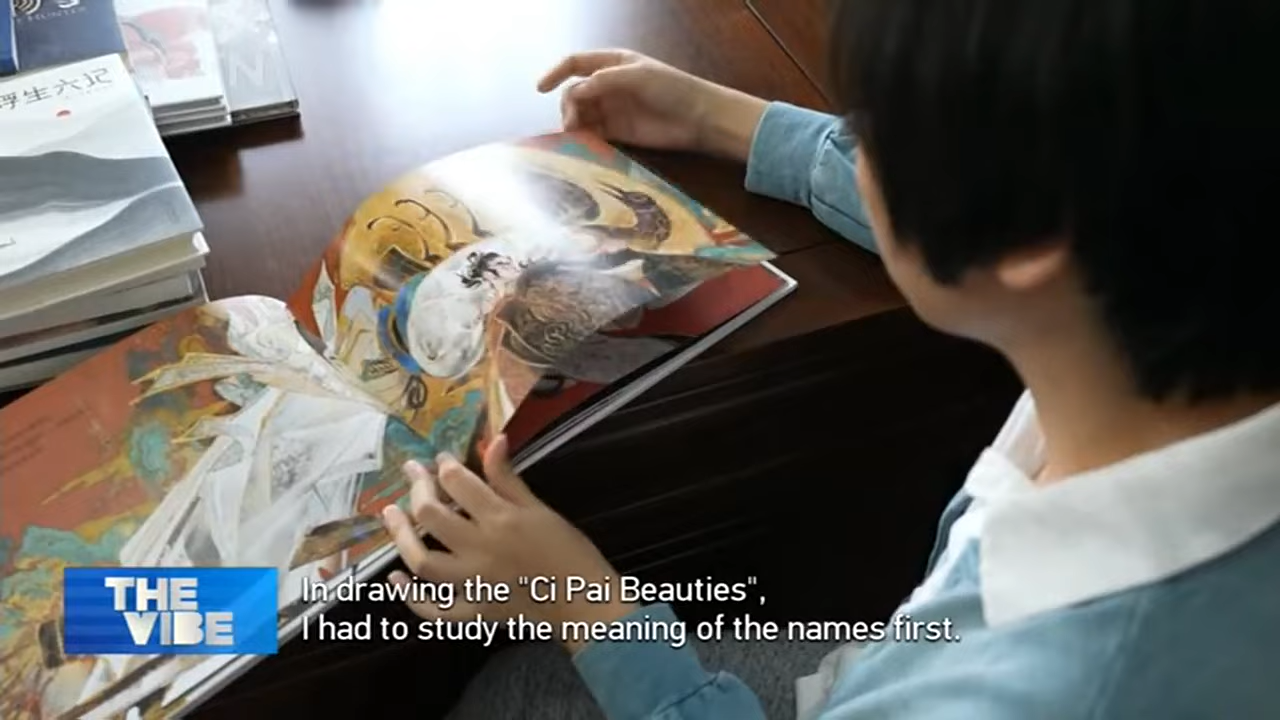 HUNTER
浮生六记
THE
VIBE
In drawing the "Ci Pai Beauties",
I had to study the meaning of the names first.